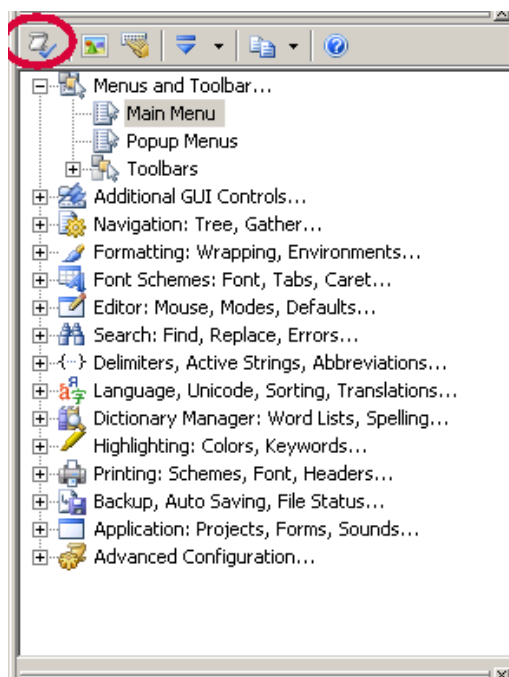 Menus and Toolbar...
Main Menu
Popup Menus
Toolbars
Additional GUI Controls...
Navigation: Tree, Gather...
Formatting: Wrapping, Environments...
Font Schemes: Font, Tabs, Caret...
Editor: Mouse, Modes, Defaults...
Search: Find, Replace, Errors...
Delimiters, Active Strings, Abbreviations...
Language, Unicode, Sorting, Translations...
Dictionary Manager: Word Lists, Spelling...
Highlighting: Colors, Keywords...
Printing: Schemes, Font, Headers...
Backup, Auto Saving, File Status...
Application: Projects, Forms, Sounds...
Advanced Configuration...